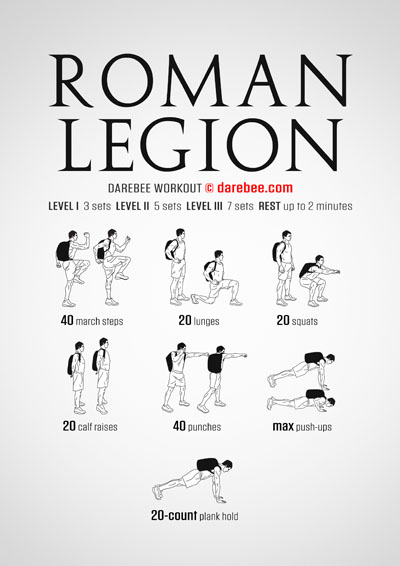 ROMAN
LEGION
DAREBEE WORKOUT © darebee.com
LEVEL I 3 sets LEVEL II 5 sets LEVEL III 7 sets REST up to 2 minutes
40 march steps
20 lunges
20 squats
20 calf raises
40 punches
max push-ups
20-count plank hold